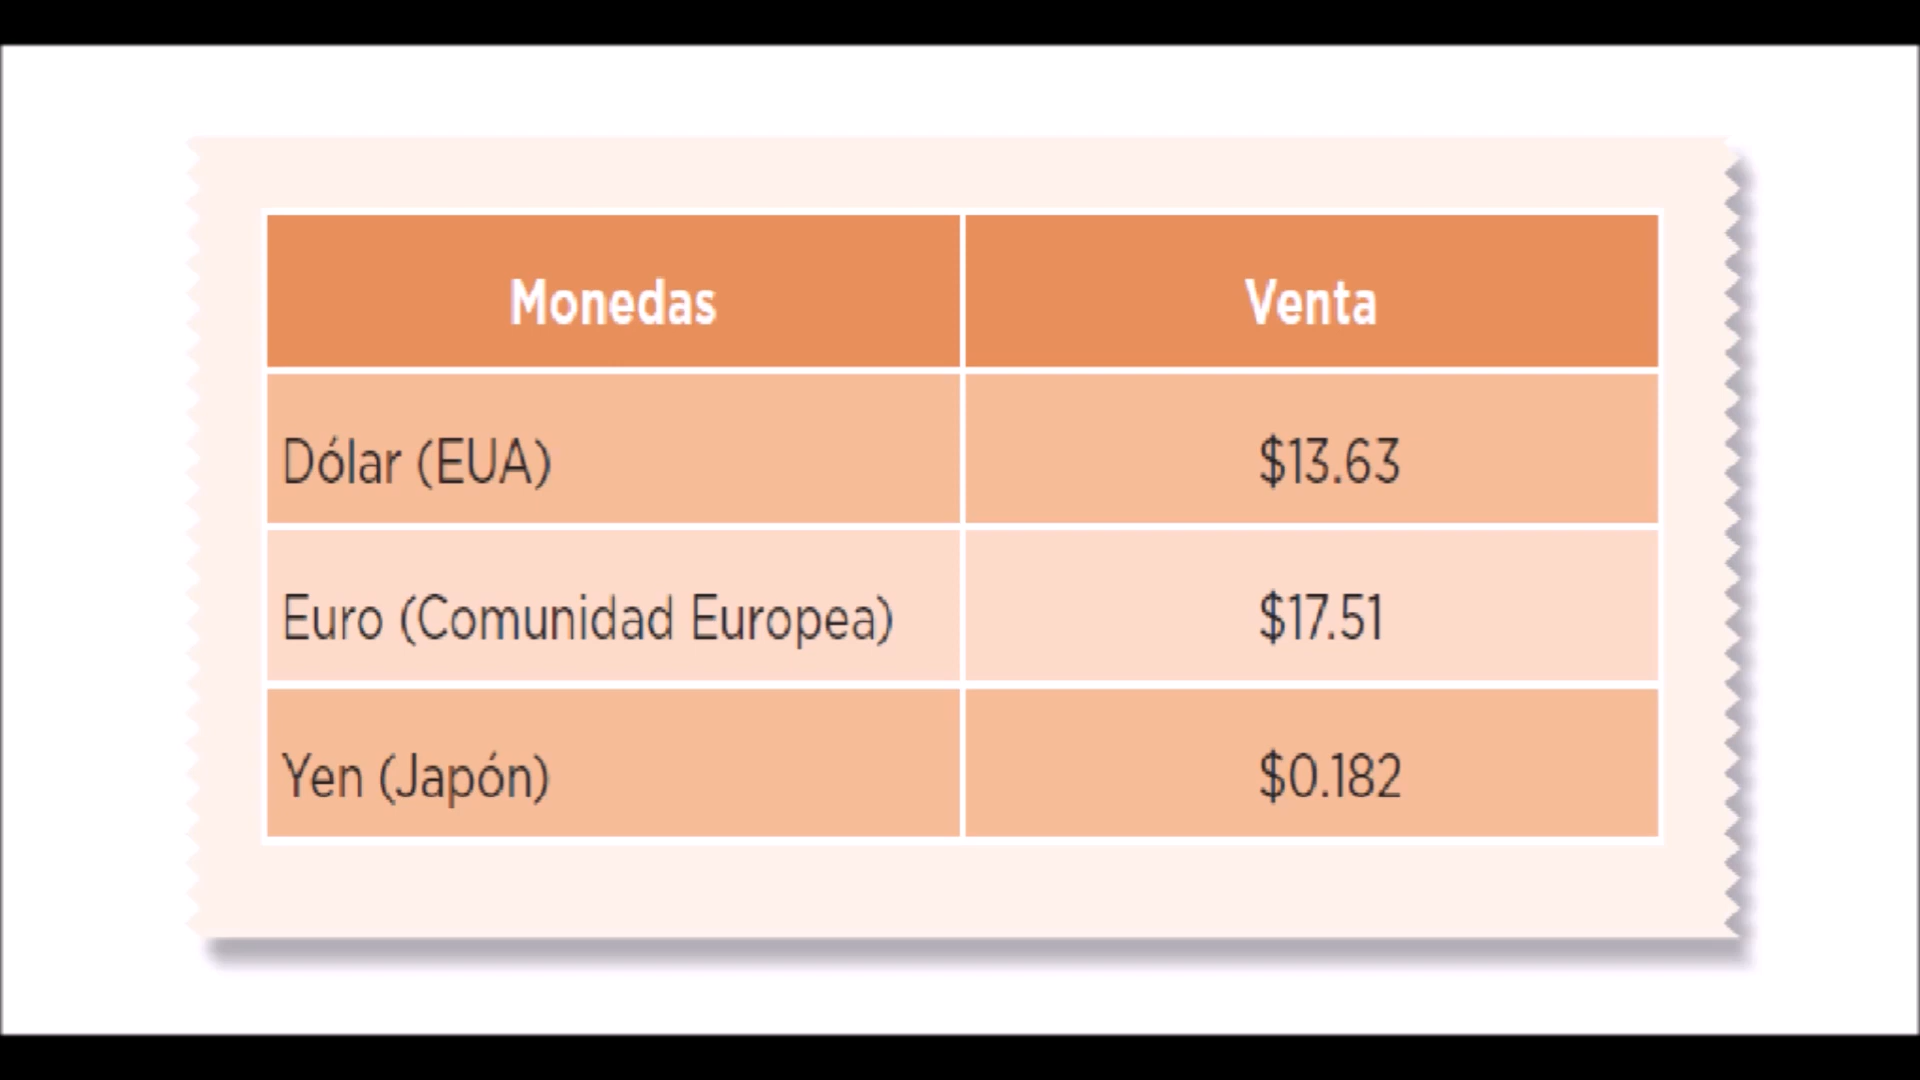 Monedas Venta
Dólar (EUA) $13.63
Euro (Comunidad Europea) $17.51
Yen (Japón) $0.182